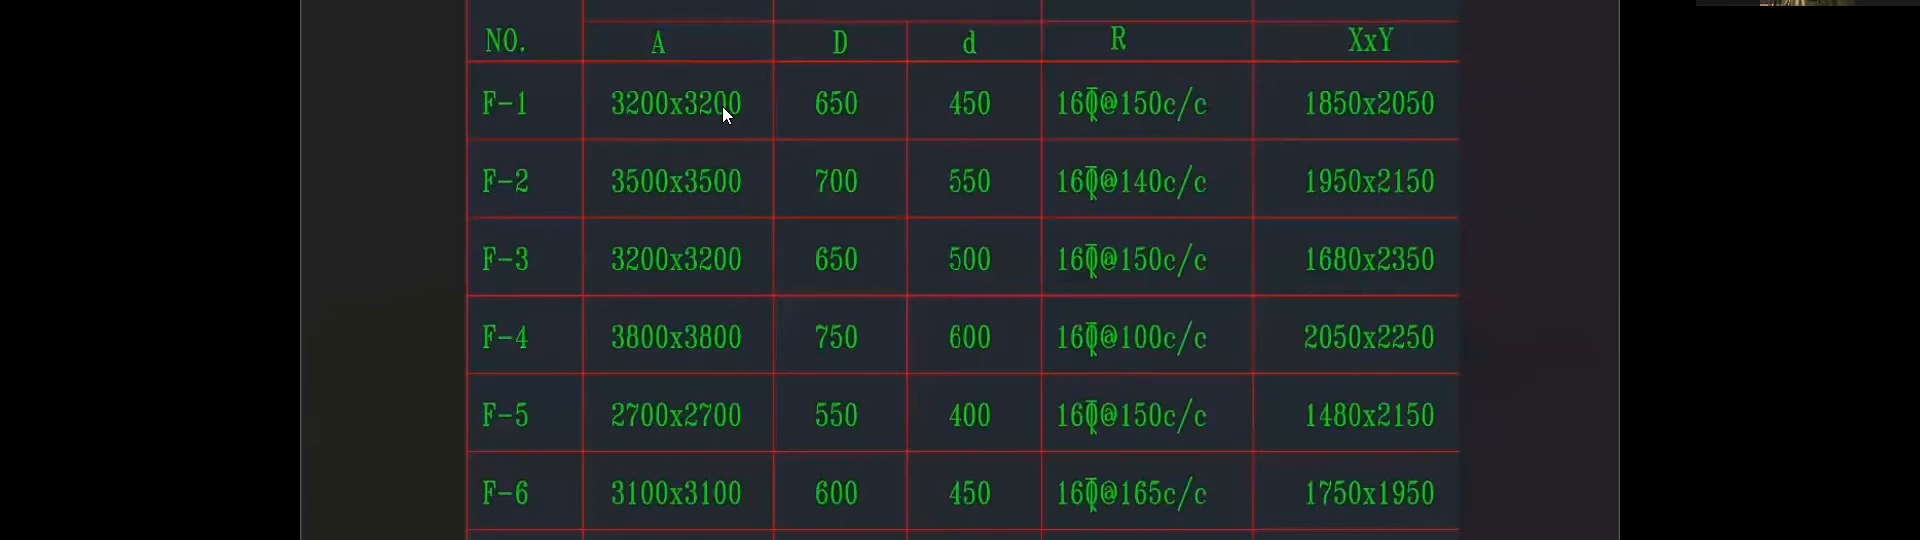 NO. A D d R XxY
F-1 3200x3200 650 450 16Φ@150c/c 1850x2050
F-2 3500x3500 700 550 16Φ@140c/c 1950x2150
F-3 3200x3200 650 500 16Φ@150c/c 1680x2350
F-4 3800x3800 750 600 16Φ@100c/c 2050x2250
F-5 2700x2700 550 400 16Φ@150c/c 1480x2150
F-6 3100x3100 600 450 16Φ@165c/c 1750x1950